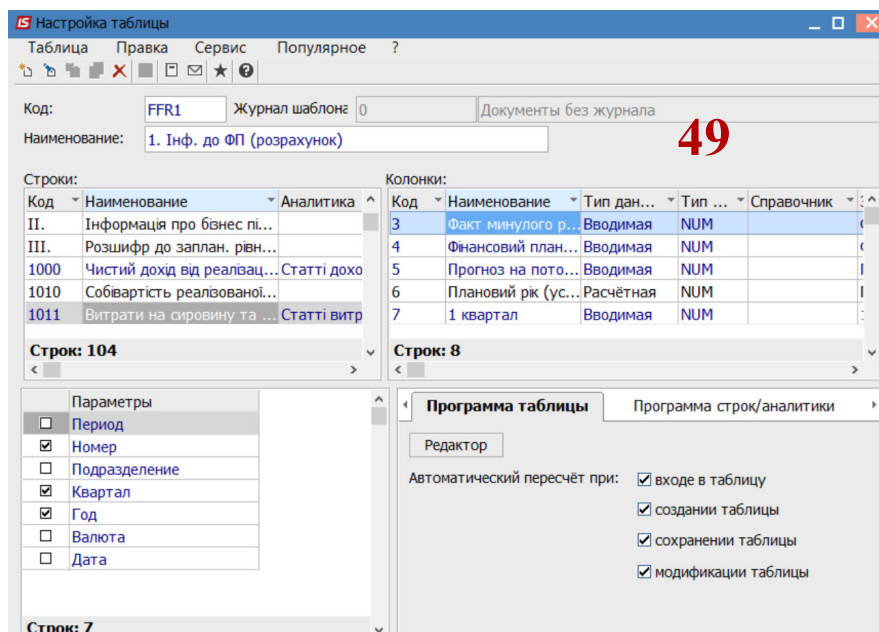 Настройка таблицы
Таблица Правка Сервис Популярное ?
Код: FFR1 Журнал шаблона 0 Документы без журнала
49
Наименование: 1. Інф. до ФП (розрахунок)
Строки:
Код Наименование Аналитика
II. Інформація про бізнес пі...
III. Розшифр до заплан. рівн...
1000 Чистий дохід від реалізац... Статті дохо
1010 Собівартість реалізованої...
1011 Витрати на сировину та ... Статті витр
Строк: 104
Колонки:
Код Наименование Тип дан... Тип ... Справочник
3 Факт минулого р... Вводимая NUM
4 Фінансовий план... Вводимая NUM
5 Прогноз на пото... Вводимая NUM
6 Плановий рік (ус... Расчётная NUM
7 1 квартал Вводимая NUM
Строк: 8
Параметры
Период
Номер
Подразделение
Квартал
Год
Валюта
Дата
Строк: 7
Программа таблицы Программа строк/аналитики
Редактор
Автоматический пересчёт при: входе в таблицу
создании таблицы
сохранении таблицы
модификации таблицы